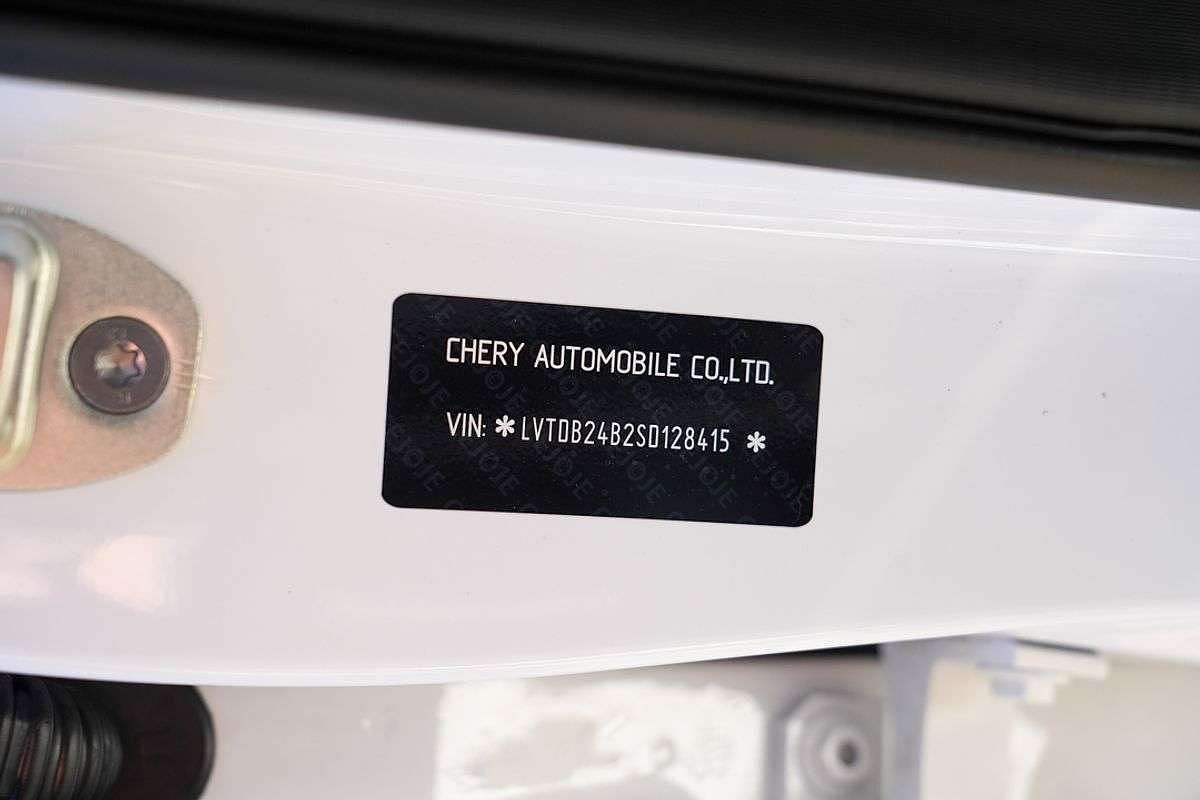 CHERY AUTOMOBILE CO.,LTD.
VIN: *LVTDB24B2SD128415 *